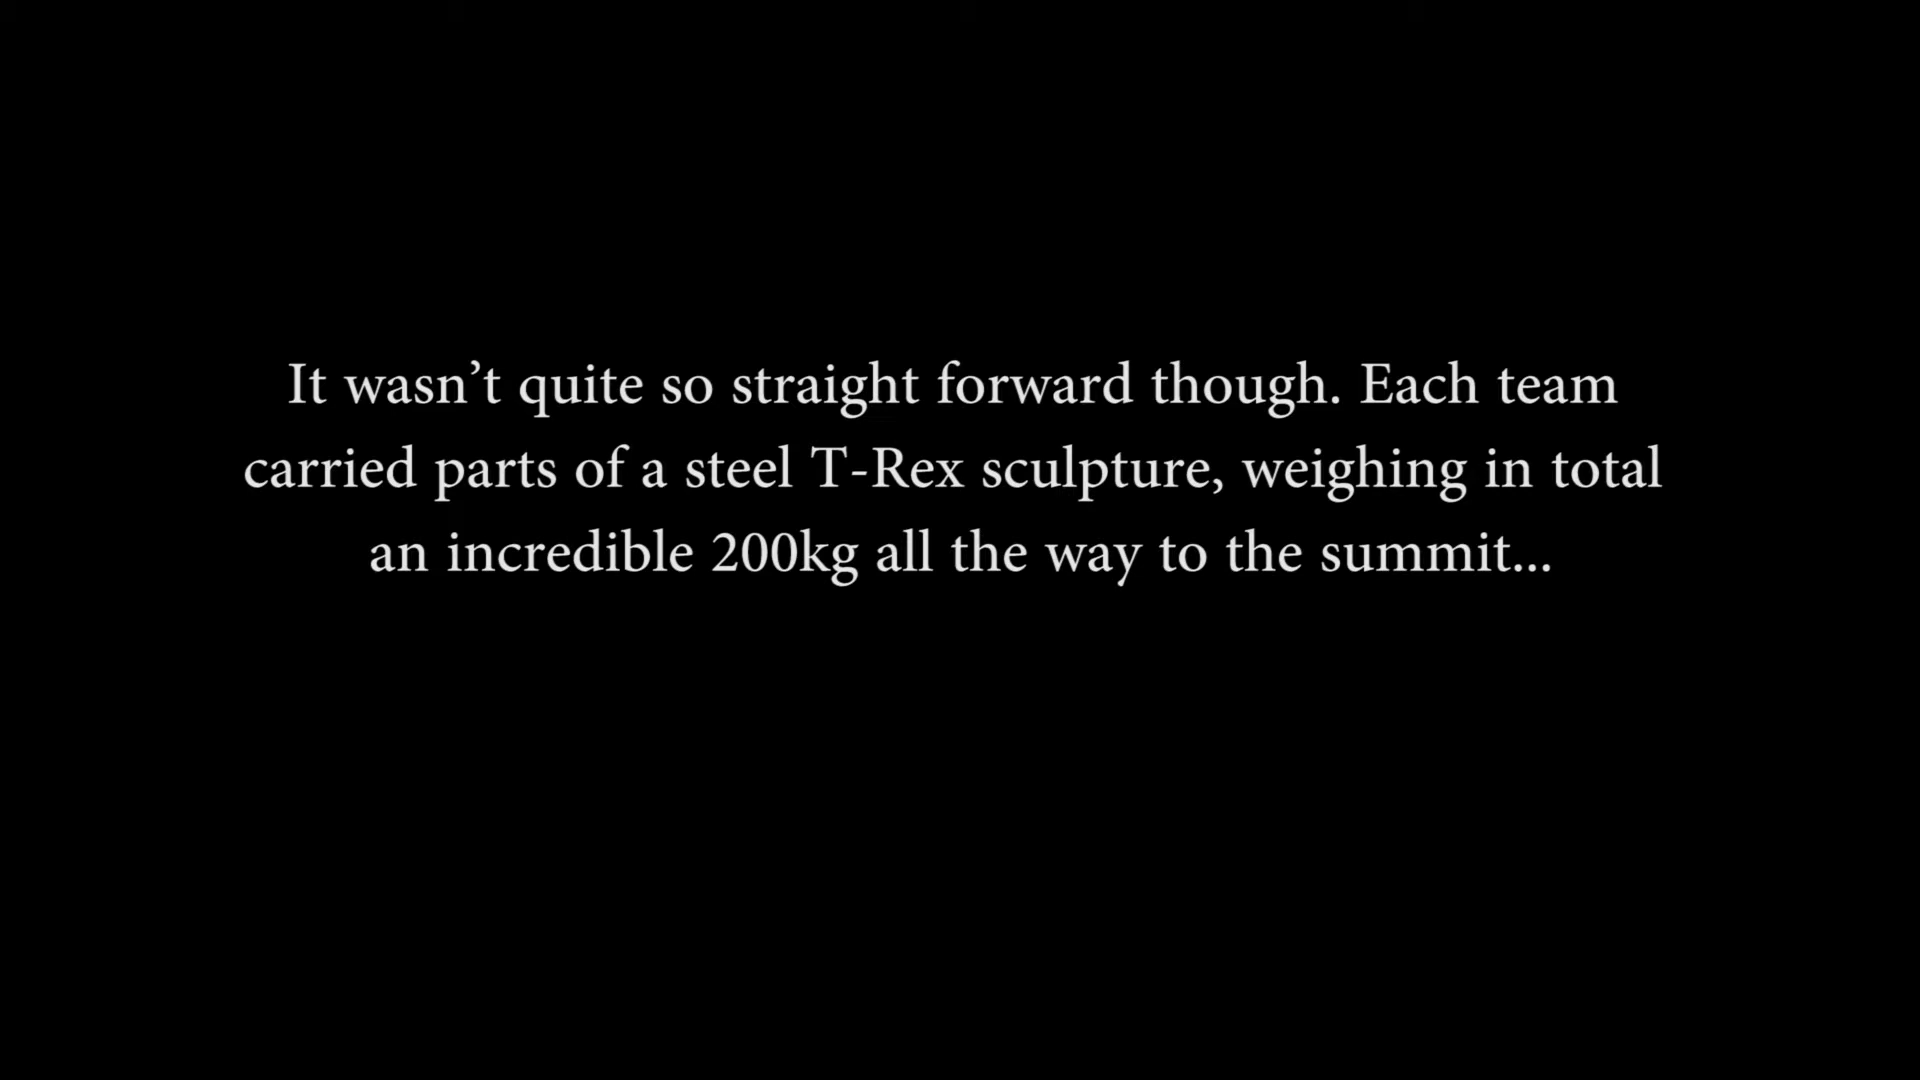 It wasn’t quite so straight forward though. Each team
carried parts of a steel T-Rex sculpture, weighing in total
an incredible 200kg all the way to the summit...